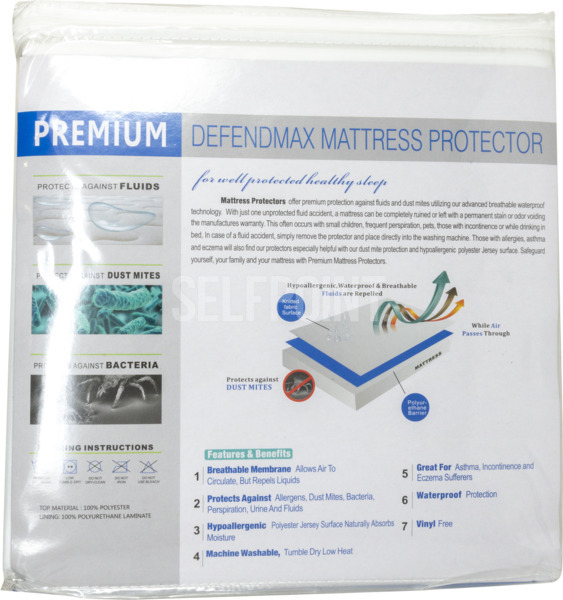 PREMIUM DEFENDMAX MATTRESS PROTECTOR
for well protected healthy sleep
PROTECTS AGAINST FLUIDS
Mattress Protectors offer premium protection against fluids and dust mites utilizing our advanced breathable waterproof
technology. With just one unprotected fluid accident, a mattress can be completely ruined or left with a permanent stain or odor voiding
the manufactures warranty. This often occurs with small children, frequent perspiration, pets, those with incontinence or while drinking in
bed, In case of a fluid accident, simply remove the protector and place directly into the washing machine. Those with allergies, asthma
and eczema will also find our protectors especially helpful with our dust mite protection and hypoallergenic polyester Jersey surface. Safeguard
yourself, your family and your mattress with Premium Mattress Protectors.
AGAINST DUST MITES
AGAINST BACTERIA
SELFPOINT
Hypoallergenic,Waterproof & Breathable
Fluids are Repelled
Knitted
fabric
Surface
While Air
Passes Through
MATTRESS
Protects against
DUST MITES
Polyur-
ethane
Barrier
INSTRUCTIONS
DO NOT
DRY CLEAN
DO NOT
IRON
DO NOT
USE BLEACH
TOP MATERIAL : 100% POLYESTER
LINING: 100% POLYURETHANE LAMINATE
Features & Benefits
1 Breathable Membrane Allows Air To
Circulate, But Repels Liquids
2 Protects Against Allergens, Dust Mites, Bacteria,
Perspiration, Urine And Fluids
3 Hypoallergenic Polyester Jersey Surface Naturally Absorbs
Moisture
4 Machine Washable, Tumble Dry Low Heat
5 Great For Asthma, Incontinence and
Eczema Sufferers
6 Waterproof Protection
7 Vinyl Free